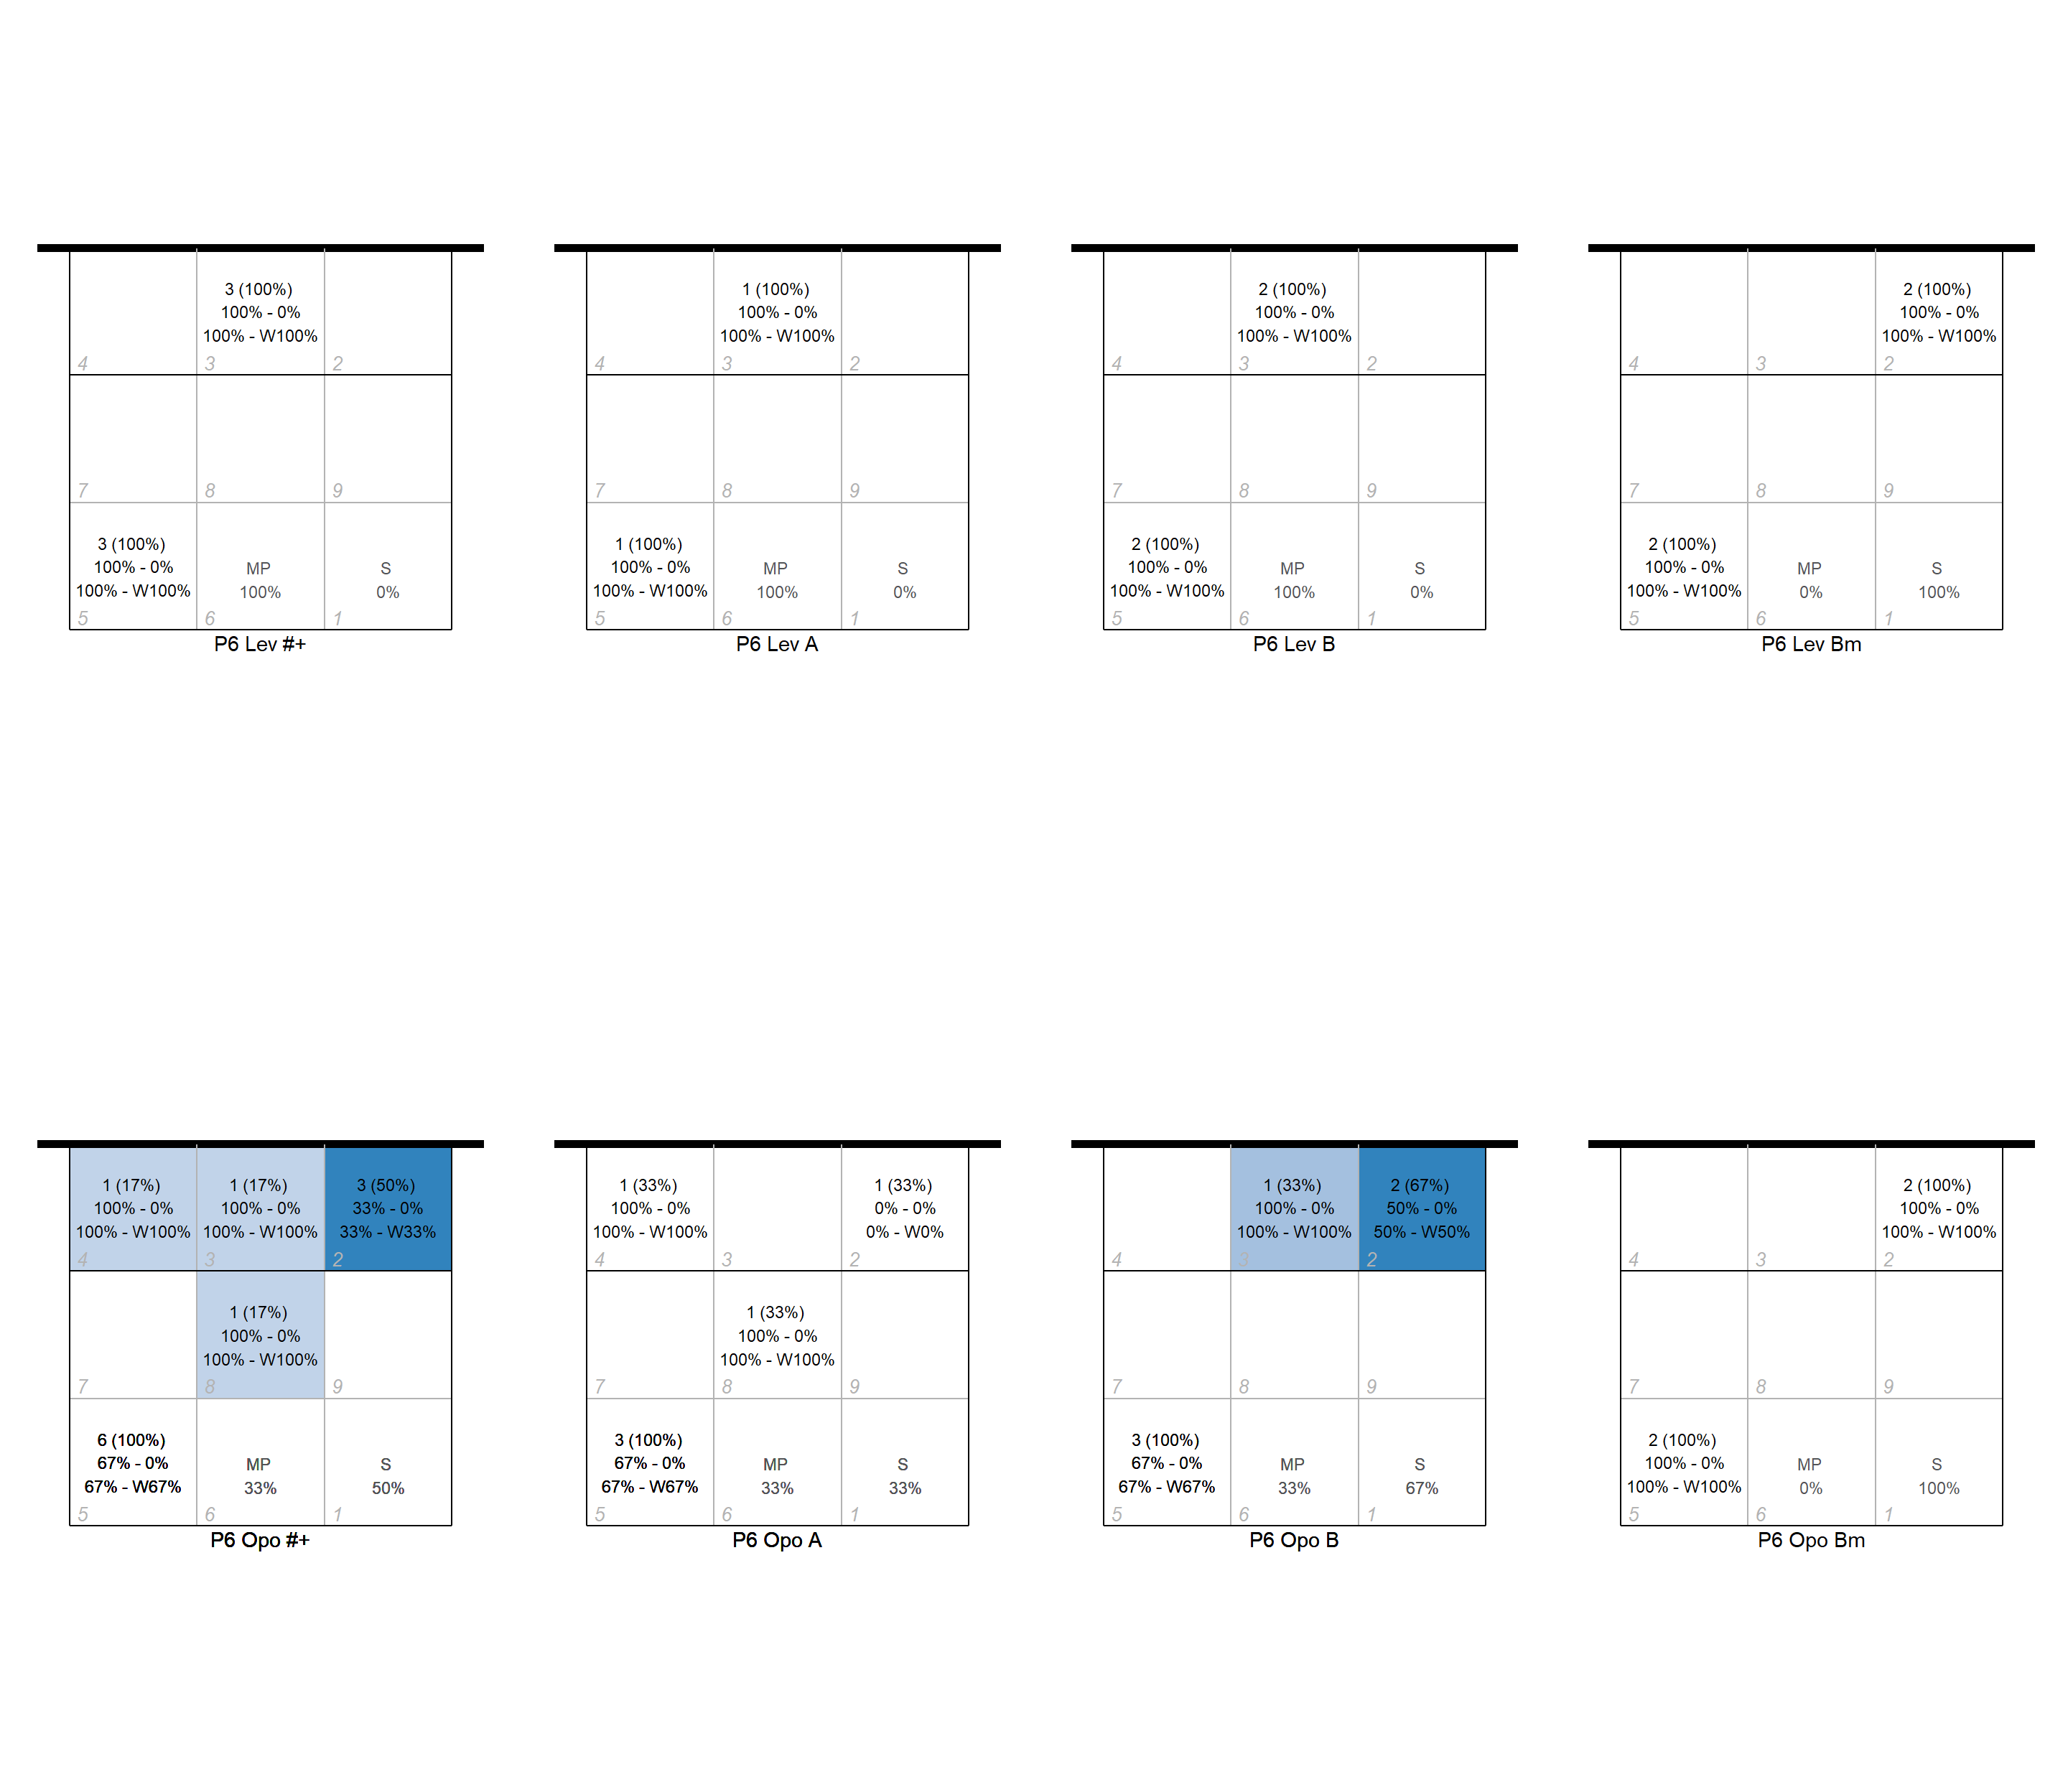 3 (100%)
100% - 0%
100% - W100%
4
3
2
7
8
9
3 (100%)
100% - 0%
100% - W100%
MP
100%
S
0%
5
6
1
P6 Lev #+
1 (100%)
100% - 0%
100% - W100%
4
3
2
7
8
9
1 (100%)
100% - 0%
100% - W100%
MP
100%
S
0%
5
6
1
P6 Lev A
2 (100%)
100% - 0%
100% - W100%
4
3
2
7
8
9
2 (100%)
100% - 0%
100% - W100%
MP
100%
S
0%
5
6
1
P6 Lev B
2 (100%)
100% - 0%
100% - W100%
4
3
2
7
8
9
2 (100%)
100% - 0%
100% - W100%
MP
0%
S
100%
5
6
1
P6 Lev Bm
1 (17%)
100% - 0%
100% - W100%
4
1 (17%)
100% - 0%
100% - W100%
3
3 (50%)
33% - 0%
33% - W33%
2
7
1 (17%)
100% - 0%
100% - W100%
8
9
6 (100%)
67% - 0%
67% - W67%
MP
33%
S
50%
5
6
1
P6 Opo #+
1 (33%)
100% - 0%
100% - W100%
4
3
1 (33%)
0% - 0%
0% - W0%
2
7
1 (33%)
100% - 0%
100% - W100%
8
9
3 (100%)
67% - 0%
67% - W67%
MP
33%
S
33%
5
6
1
P6 Opo A
4
1 (33%)
100% - 0%
100% - W100%
3
2 (67%)
50% - 0%
50% - W50%
2
7
8
9
3 (100%)
67% - 0%
67% - W67%
MP
33%
S
67%
5
6
1
P6 Opo B
2 (100%)
100% - 0%
100% - W100%
4
3
2
7
8
9
2 (100%)
100% - 0%
100% - W100%
MP
0%
S
100%
5
6
1
P6 Opo Bm